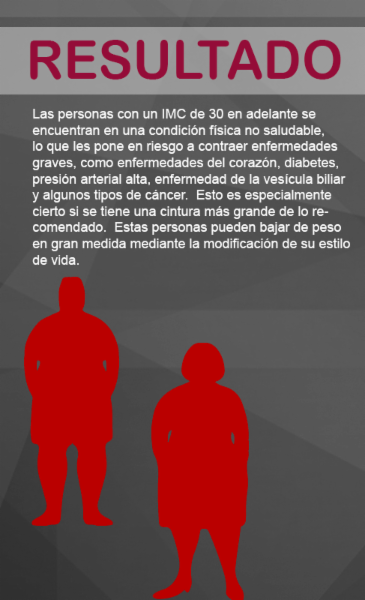 RESULTADO
Las personas con un IMC de 30 en adelante se
encuentran en una condición física no saludable,
lo que les pone en riesgo a contraer enfermedades
graves, como enfermedades del corazón, diabetes,
presión arterial alta, enfermedad de la vesícula biliar
y algunos tipos de cáncer.  Esto es especialmente
cierto si se tiene una cintura más grande de lo re-
comendado.  Estas personas pueden bajar de peso
en gran medida mediante la modificación de su estilo
de vida.